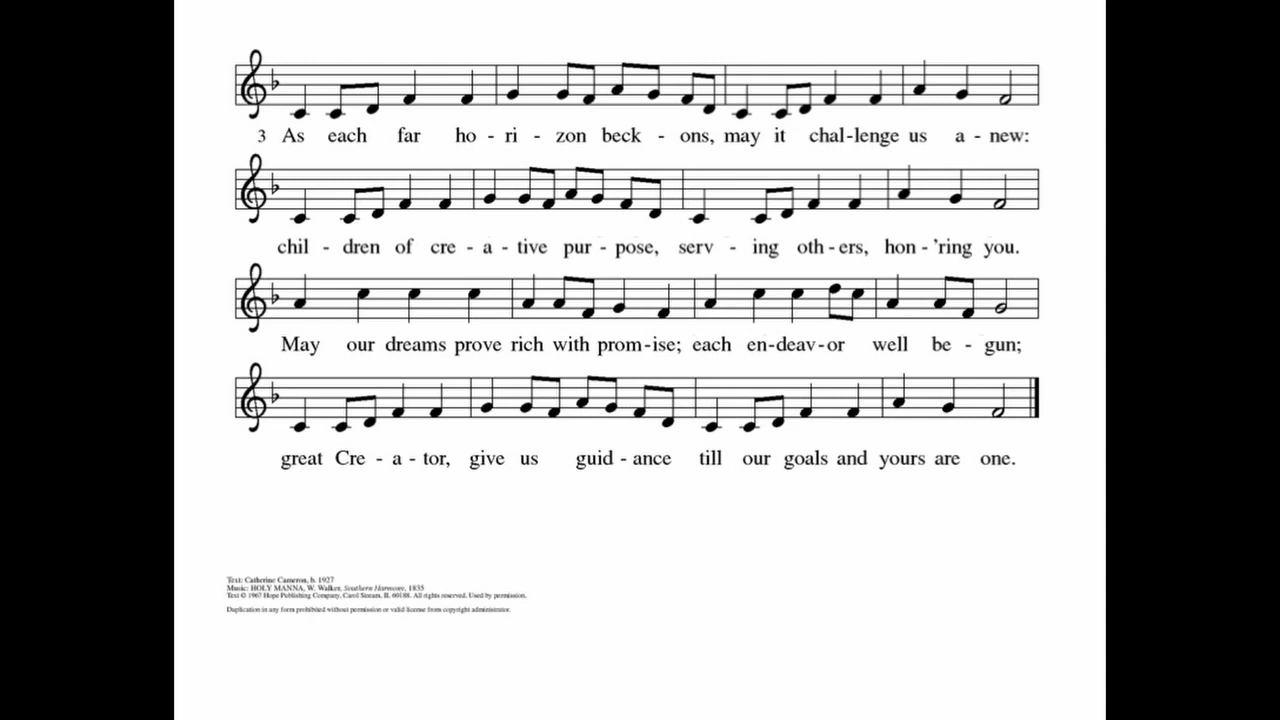 3 As each far ho - ri - zon beck - ons, may it chal-lenge us a - new:
chil - dren of cre - a - tive pur - pose, serv - ing oth - ers, hon - 'ring you.
May our dreams prove rich with prom-ise; each en-deav-or well be - gun;
great Cre - a - tor, give us guid - ance till our goals and yours are one.
Text: Catherine Cameron, b. 1927
Music: HOLY MANNA, W. Walker, Southern Harmony, 1835
Text © 1967 Hope Publishing Company, Carol Stream, IL 60188. All rights reserved. Used by permission.
Duplication in any form prohibited without permission or valid license from copyright administrator.